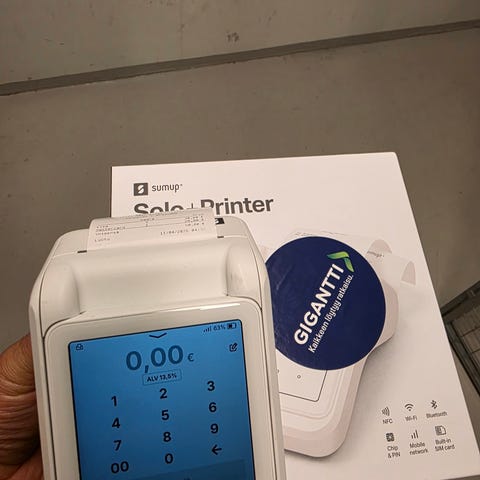 sumup
Solo+Printer
GIGANTTI
Kaikkeen löytyy ratkaisu.
63%
0,00 €
ALV 13,5%
1 2 3
4 5 6
7 8 9
00 0 ←
NFC Wi-Fi Bluetooth
Chip & PIN
Mobile network
Built-in SIM card